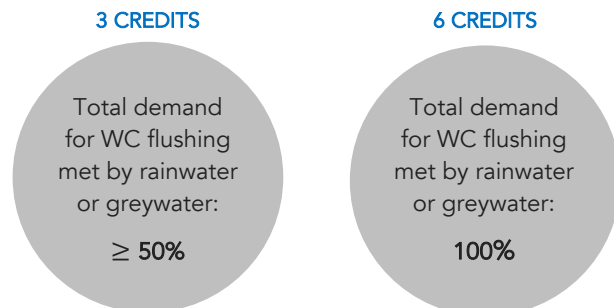 3 CREDITS
Total demand
for WC flushing
met by rainwater
or greywater:
≥ 50%
6 CREDITS
Total demand
for WC flushing
met by rainwater
or greywater:
100%